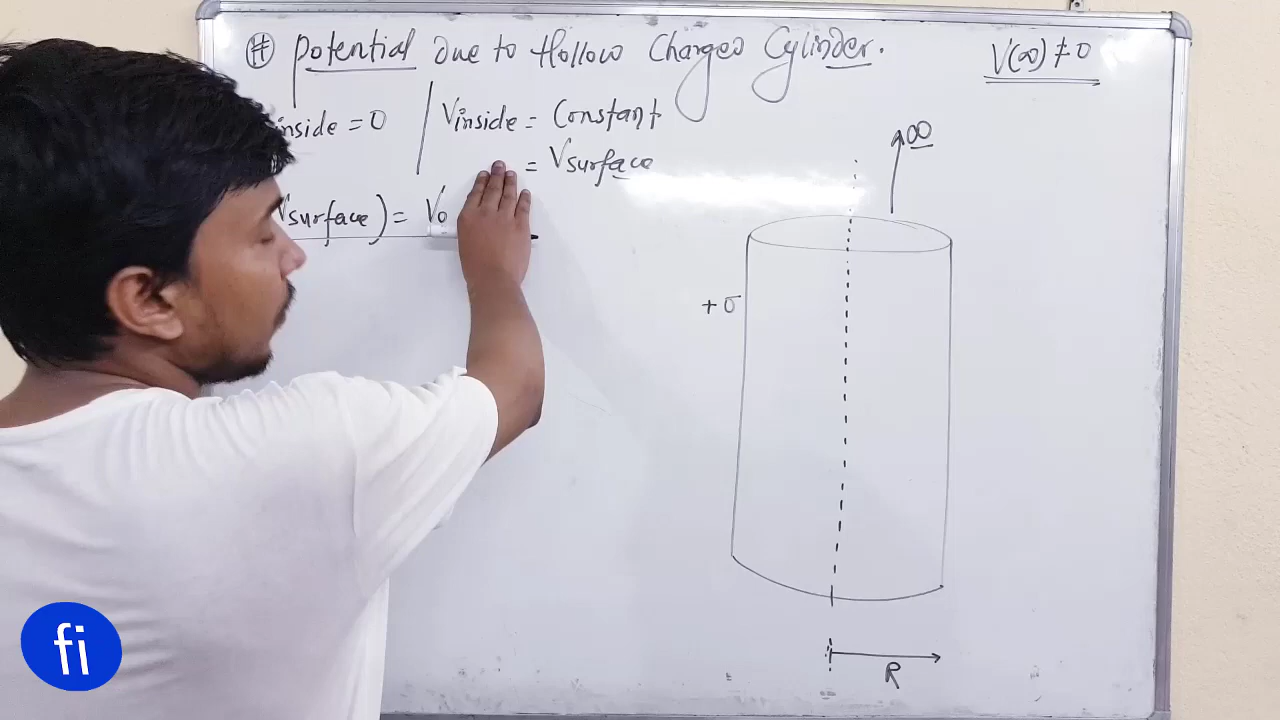 # Potential Due to Hollow Charged Cylinder.
V(∞) ≠ 0
inside = 0
Vinside = Constant
= Vsurface
Vsurface) = V0
∞
+σ
R
fi